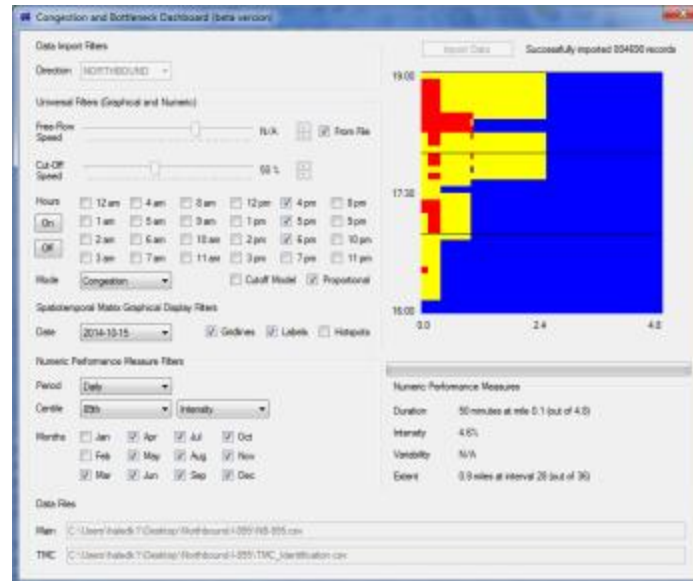 Congestion and Bottleneck Dashboard (beta version)
Data Import Filters
Direction NORTHBOUND
Import Data Successfully imported 804690 records
Universal Filters (Graphical and Numeric)
Free-Flow Speed N/A From File
Cut-Off Speed
Hours 12 am 4 am 8 am 12 pm 4 pm 8 pm
On 1 am 5 am 9 am 1 pm 5 pm 9 pm
Off 2 am 6 am 10 am 2 pm 6 pm 10 pm
3 am 7 am 11 am 3 pm 7 pm 11 pm
Mode Congestion Cutoff Model Proportional
Spatiotemporal Matrix Graphical Display Filters
Date 2014-10-15 Gridlines Labels Hotspots
19:00
17:30
16:00
0.0 2.4 4.8
Numeric Performance Measure Filters
Period Daily
Centile 85th Intensity
Months Jan Apr Jul Oct
Feb May Aug Nov
Mar Jun Sep Dec
Numeric Performance Measures
Duration 90 minutes at mile 0.1 (out of 4.8)
Intensity 4.6%
Variability N/A
Extent 0.9 miles at interval 28 (out of 36)
Data Files
Main
TMC